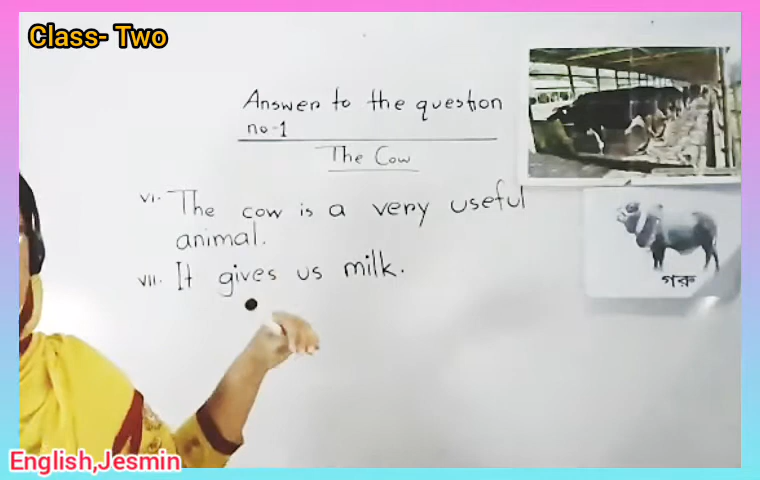 Class- Two
Answer to the question
no-1
The Cow
vi. The cow is a very useful
animal.
vii. It gives us milk.
গরু
English,Jesmin